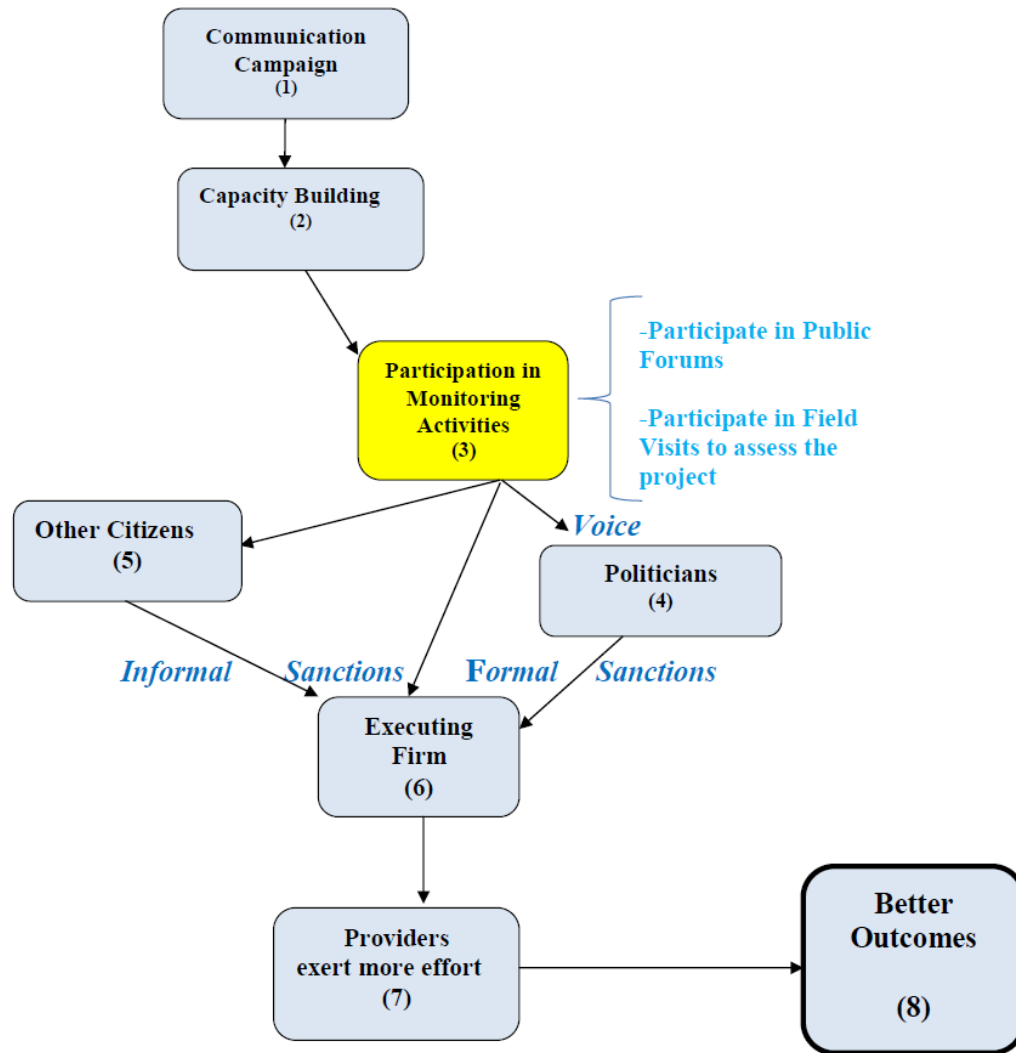 Communication
Campaign
(1)
Capacity Building
(2)
Participation in
Monitoring
Activities
(3)
-Participate in Public
Forums
-Participate in Field
Visits to assess the
project
Other Citizens
(5)
Voice
Politicians
(4)
Informal Sanctions Formal Sanctions
Executing
Firm
(6)
Providers
exert more effort
(7)
Better
Outcomes
(8)